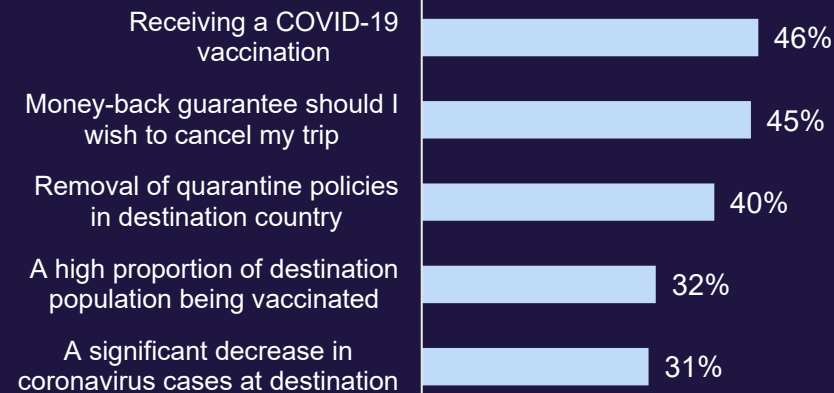 Receiving a COVID-19
vaccination
46%
Money-back guarantee should I
wish to cancel my trip
45%
Removal of quarantine policies
in destination country
40%
A high proportion of destination
population being vaccinated
32%
A significant decrease in
coronavirus cases at destination
31%